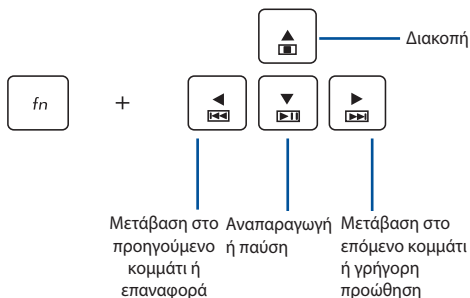 Διακοπή
fn +
Μετάβαση στο
προηγούμενο
κομμάτι ή
επαναφορά
Αναπαραγωγή
ή παύση
Μετάβαση στο
επόμενο κομμάτι
ή γρήγορη
προώθηση